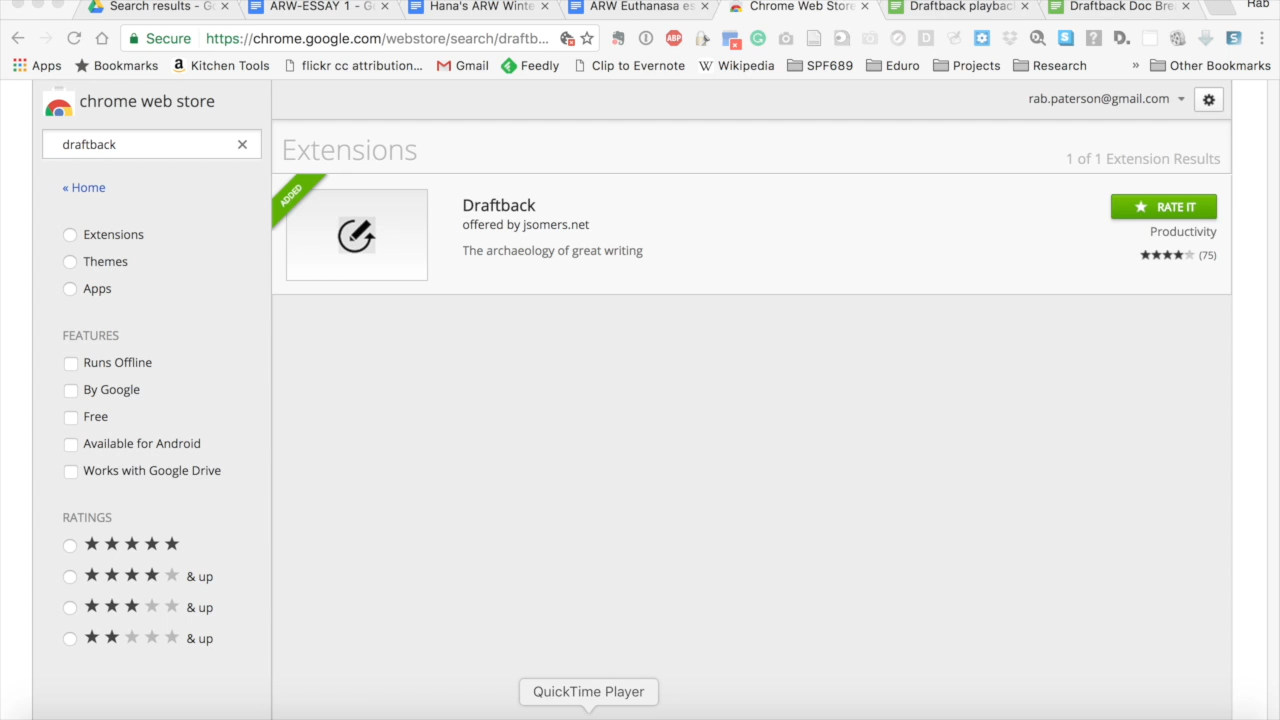 Search results - Go
ARW-ESSAY 1 - Go
Hana's ARW Winte
ARW Euthanasa es
Chrome Web Store
Draftback playback
Draftback Doc Bre
Rab
Secure https://chrome.google.com/webstore/search/draftb...
Apps Bookmarks Kitchen Tools flickr cc attribution... Gmail Feedly Clip to Evernote Wikipedia SPF689 Eduro Projects Research » Other Bookmarks
chrome web store
rab.paterson@gmail.com
draftback
Extensions
1 of 1 Extension Results
« Home
Extensions
Themes
Apps
FEATURES
Runs Offline
By Google
Free
Available for Android
Works with Google Drive
RATINGS
& up
& up
& up
ADDED
Draftback
offered by jsomers.net
The archaeology of great writing
RATE IT
Productivity
(75)
QuickTime Player